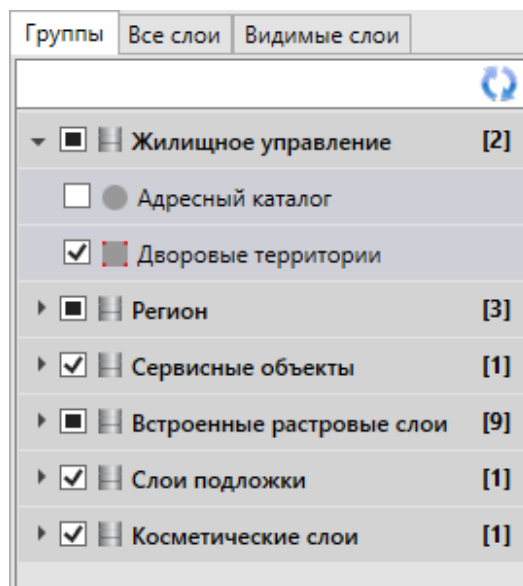 Группы Все слои Видимые слои
Жилищное управление [2]
Адресный каталог
Дворовые территории
Регион [3]
Сервисные объекты [1]
Встроенные растровые слои [9]
Слои подложки [1]
Косметические слои [1]